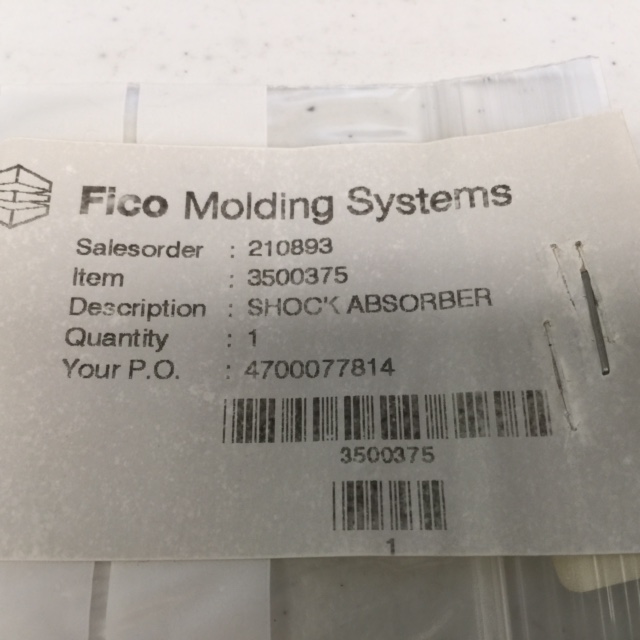 Fico Molding Systems
Salesorder : 210893
Item : 3500375
Description : SHOCK ABSORBER
Quantity : 1
Your P.O. : 4700077814
3500375
1